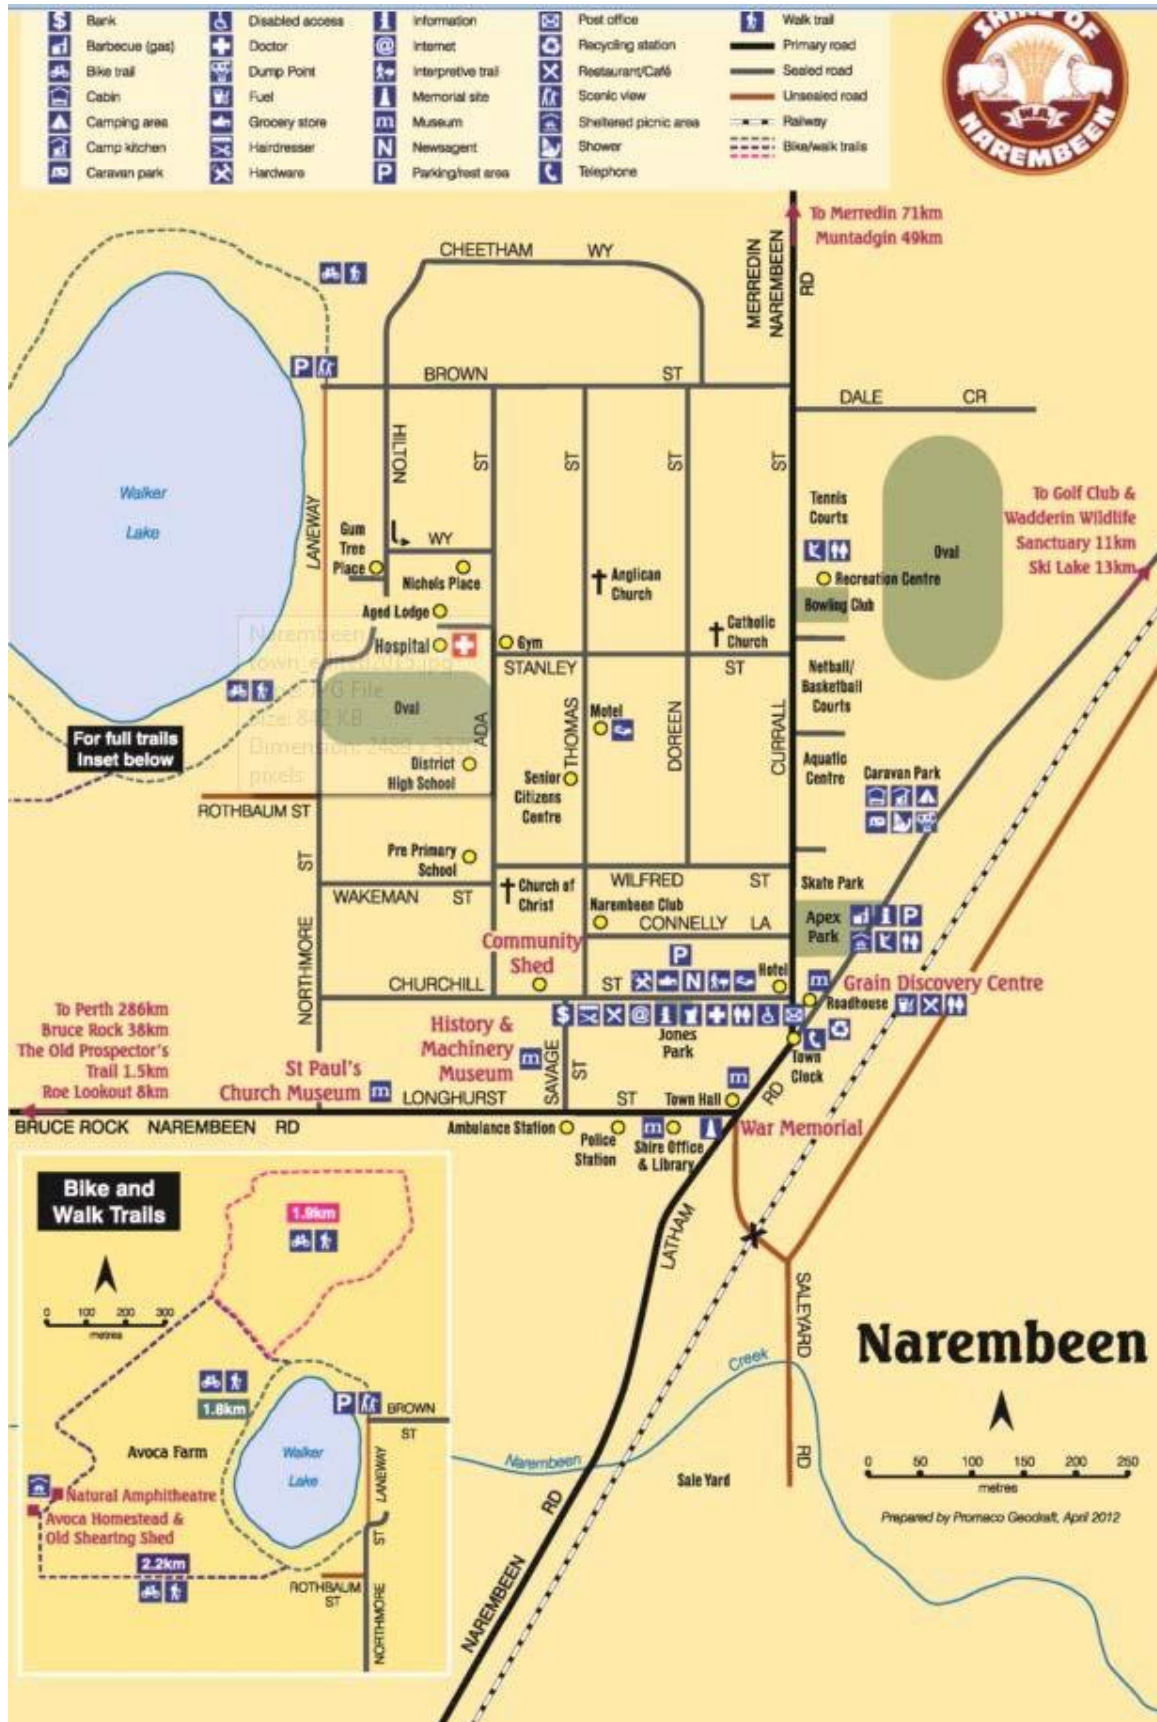 Bank
Disabled access
Information
Post office
Walk trail
Barbecue (gas)
Doctor
Internet
Recycling station
Primary road
Bike trail
Dump Point
Interpretive trail
Restaurant/Café
Sealed road
Cabin
Fuel
Memorial site
Scenic view
Unsealed road
Camping area
Grocery store
Museum
Sheltered picnic area
Railway
Camp kitchen
Hairdresser
Newsagent
Shower
Bike/walk trails
Caravan park
Hardware
Parking/rest area
Telephone
SHIRE OF
W.A.
NAREMBEEN
To Merredin 71km
Muntadgin 49km
MERREDIN
NAREMBEEN
RD
CHEETHAM WY
BROWN ST
DALE CR
HILTON
ST
ST
ST
ST
LANEWAY
Walker
Lake
Gum
Tree
Place
WY
Nichols Place
Aged Lodge
Hospital
Gym
Anglican
Church
Catholic
Church
Tennis
Courts
Recreation Centre
Bowling Club
Oval
To Golf Club &
Wadderin Wildlife
Sanctuary 11km
Ski Lake 13km
STANLEY ST
Netball/
Basketball
Courts
Oval
ADA
THOMAS
DOREEN
CURRALL
Motel
For full trails
Inset below
District
High School
Senior
Citizens
Centre
Aquatic
Centre
Caravan Park
ROTHBAUM ST
Pre Primary
School
ST
NORTHMORE
WAKEMAN ST
Church of
Christ
WILFRED ST
Narembeen Club
CONNELLY LA
Skate Park
Apex
Park
Community
Shed
CHURCHILL ST
Hotel
Grain Discovery Centre
Roadhouse
Town
Clock
Jones
Park
To Perth 286km
Bruce Rock 38km
The Old Prospector's
Trail 1.5km
Roe Lookout 8km
History &
Machinery
Museum
St Paul's
Church Museum
SAVAGE
ST
LONGHURST ST
Town Hall
RD
BRUCE ROCK NAREMBEEN RD
Ambulance Station
Police
Station
Shire Office
& Library
War Memorial
LATHAM
SALEYARD
RD
Creek
Narembeen
Sale Yard
RD
NAREMBEEN
Narembeen
0 50 100 150 200 250
metres
Prepared by Promaco Geodraft, April 2012
Bike and
Walk Trails
0 100 200 300
metres
1.9km
1.8km
Avoca Farm
Walker
Lake
BROWN
ST
LANEWAY
Natural Amphitheatre
Avoca Homestead &
Old Shearing Shed
2.2km
ROTHBAUM
ST
ST
NORTHMORE